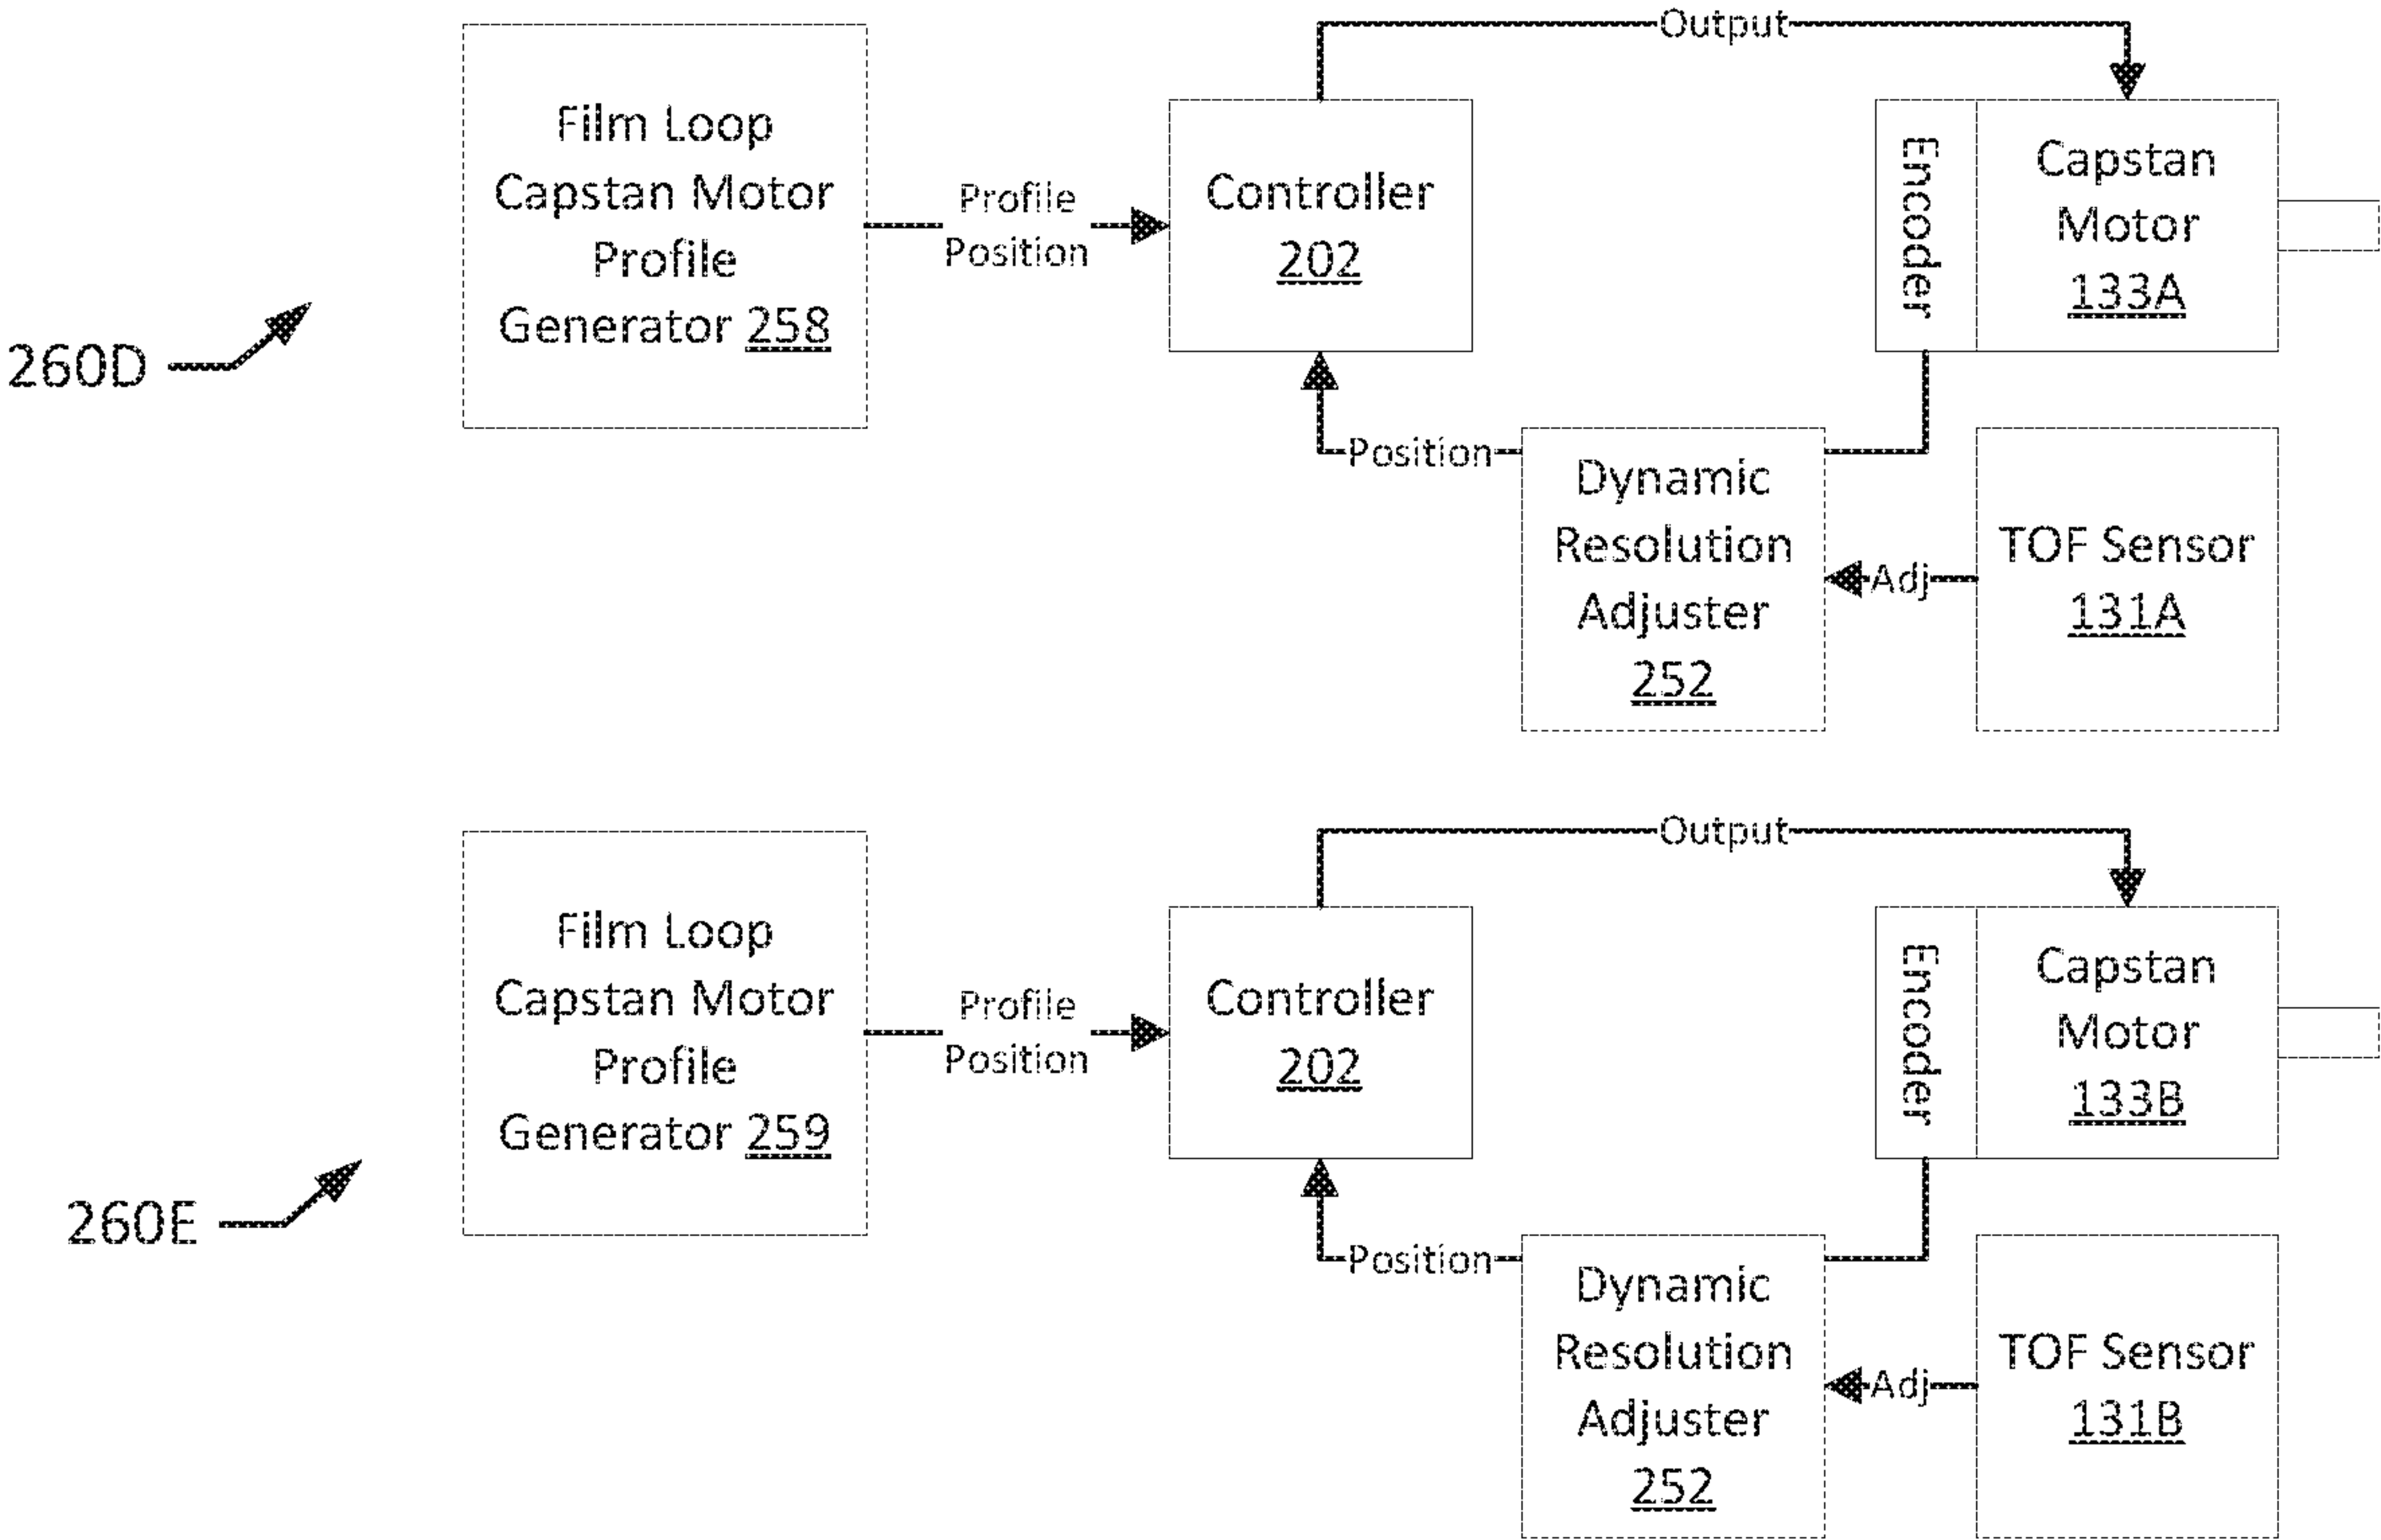 Output
Film Loop
Capstan Motor
Profile
Generator 258
Profile
Position
Controller
202
Encoder
Capstan
Motor
133A
260D
Position
Dynamic
Resolution
Adjuster
252
Adj
TOF Sensor
131A
Output
Film Loop
Capstan Motor
Profile
Generator 259
Profile
Position
Controller
202
Encoder
Capstan
Motor
133B
260E
Position
Dynamic
Resolution
Adjuster
252
Adj
TOF Sensor
131B